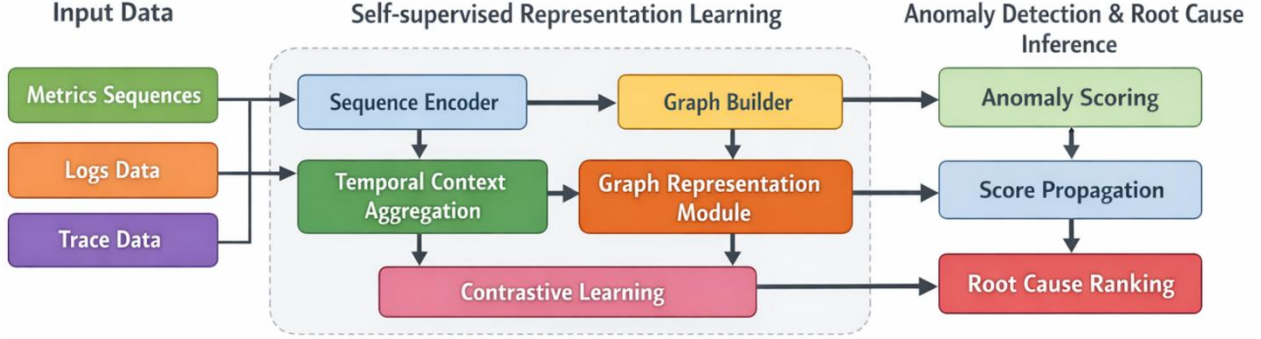 Input Data
Self-supervised Representation Learning
Anomaly Detection & Root Cause
Inference
Metrics Sequences
Logs Data
Trace Data
Sequence Encoder
Graph Builder
Temporal Context
Aggregation
Graph Representation
Module
Contrastive Learning
Anomaly Scoring
Score Propagation
Root Cause Ranking